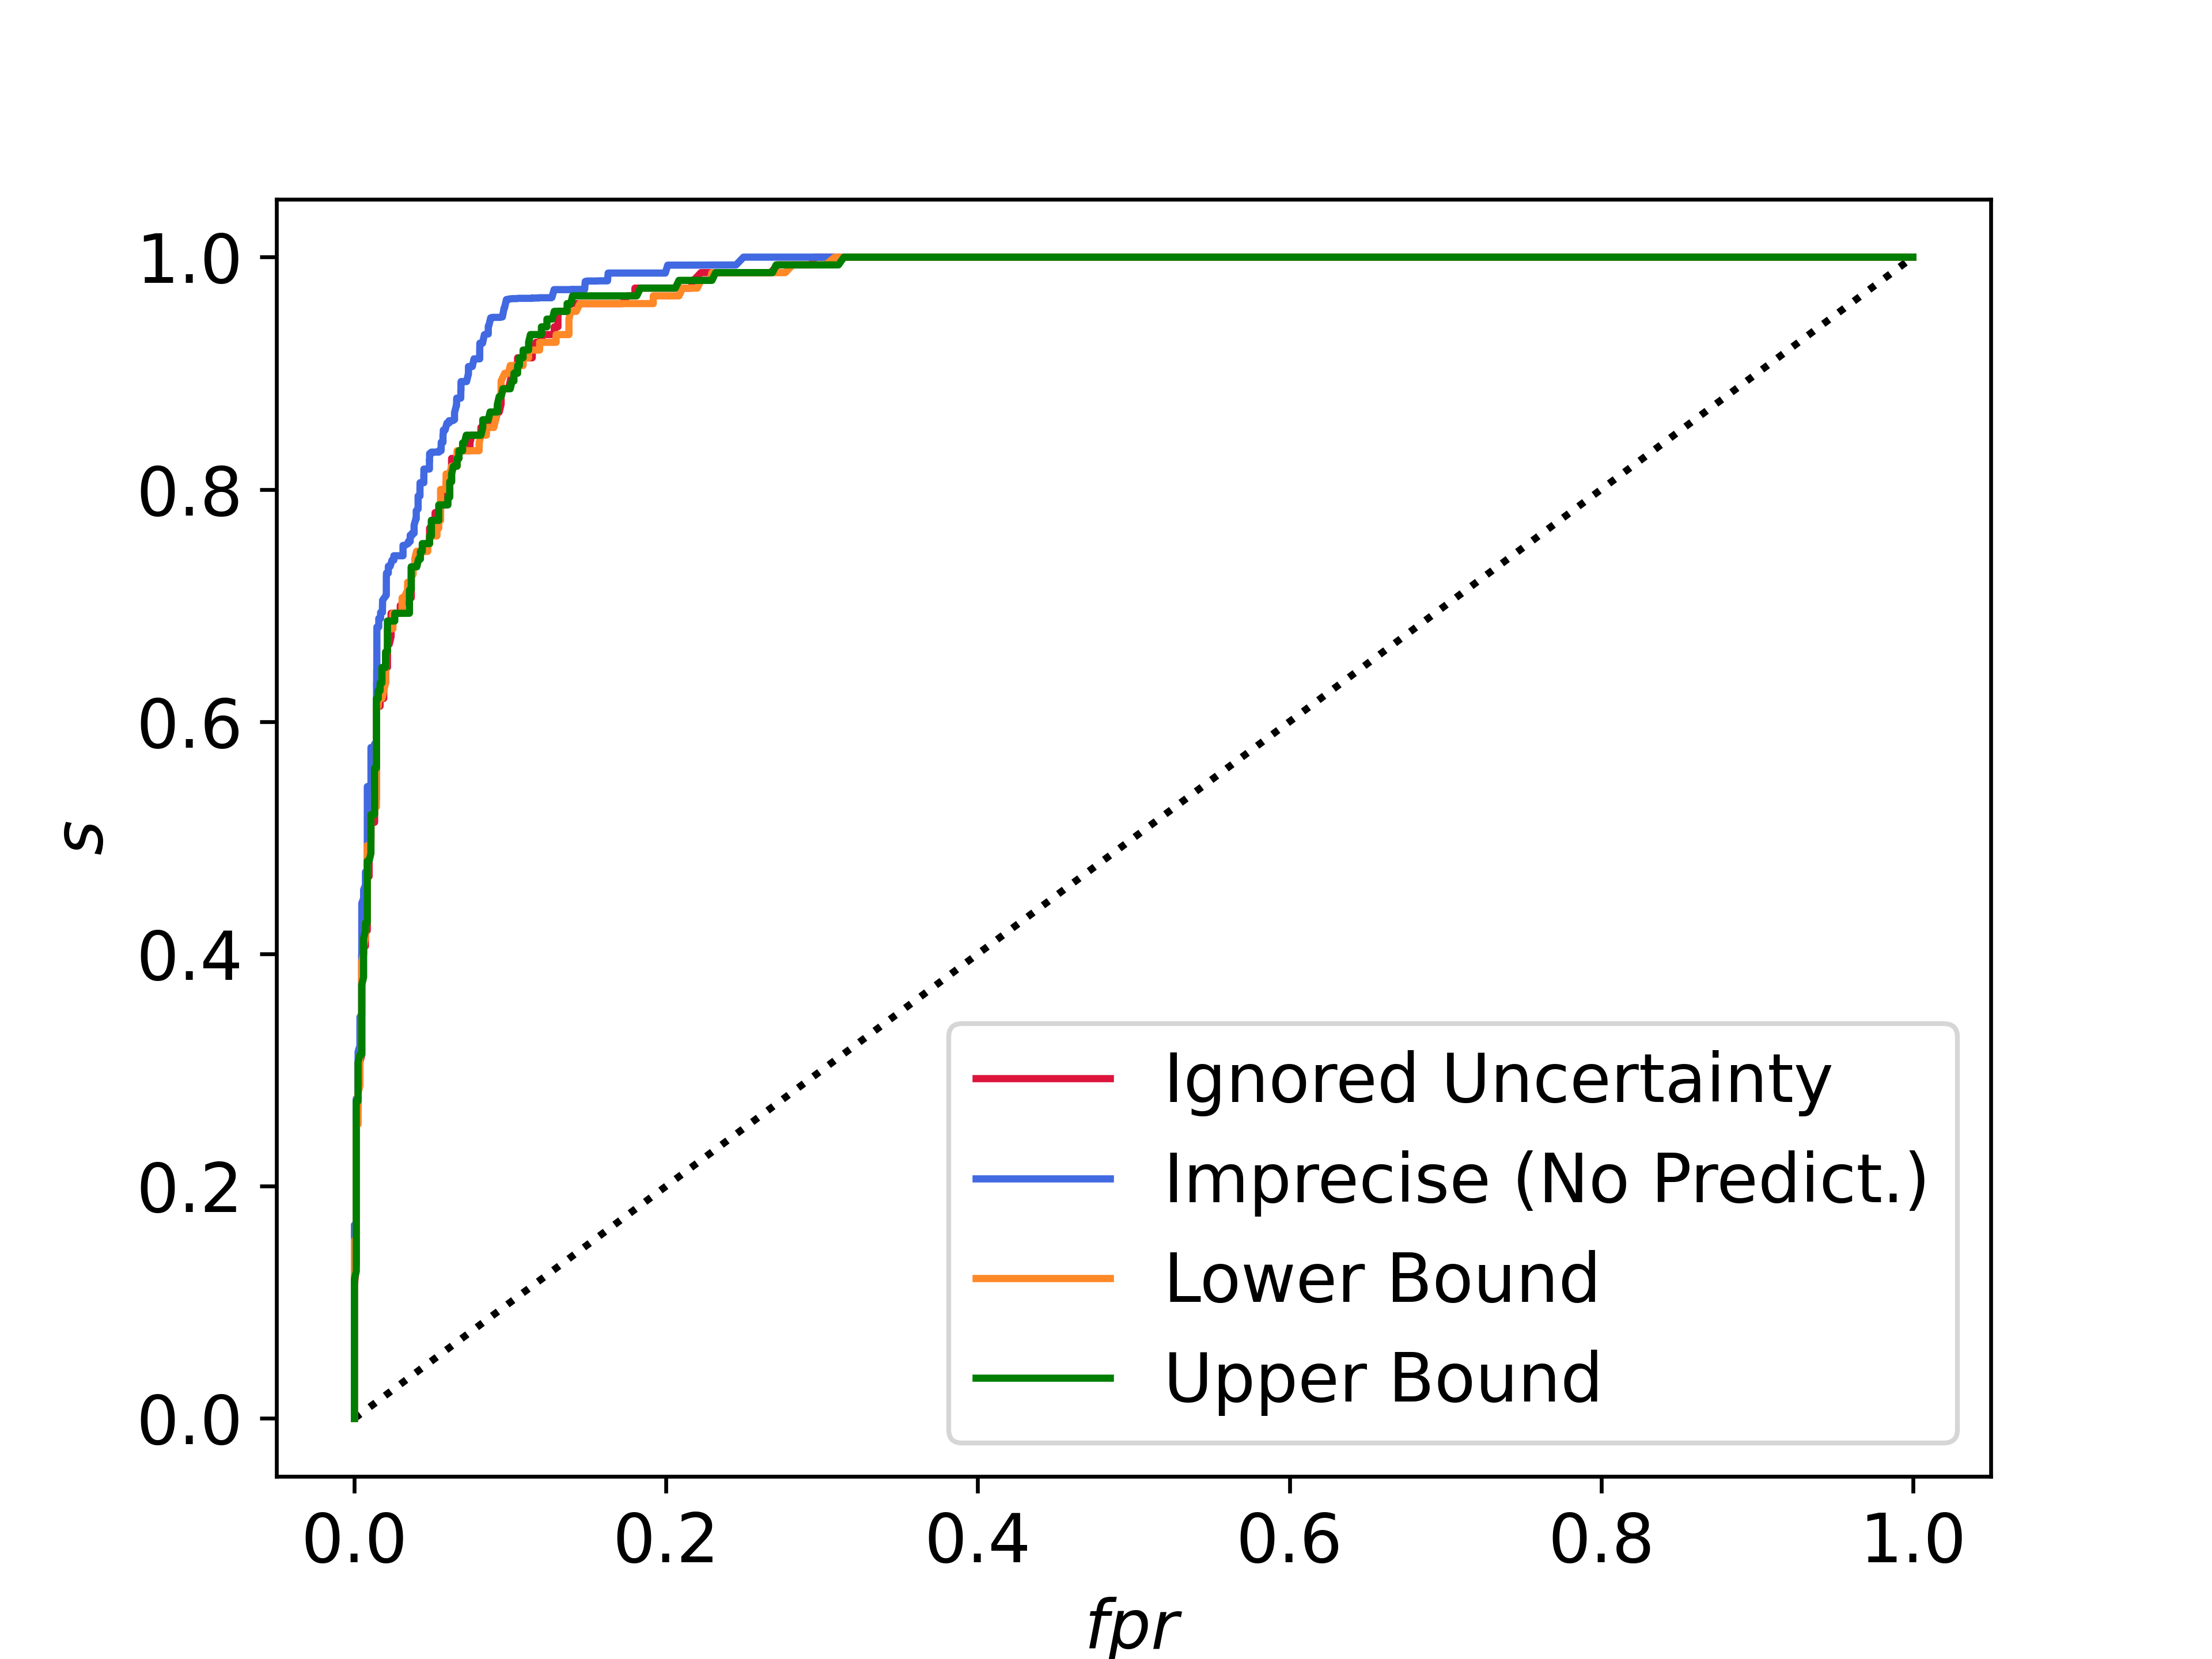 1.0
0.8
0.6
0.4
0.2
0.0
s
Ignored Uncertainty
Imprecise (No Predict.)
Lower Bound
Upper Bound
0.0 0.2 0.4 0.6 0.8 1.0
fpr